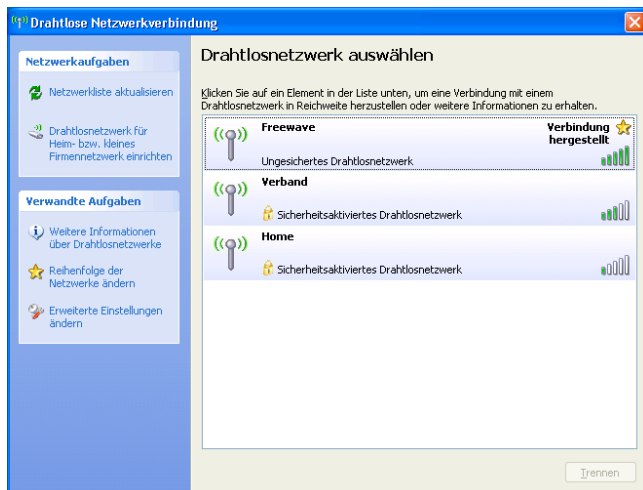 Drahtlose Netzwerkverbindung
Netzwerkaufgaben
Netzwerkliste aktualisieren
Drahtlosnetzwerk für
Heim- bzw. kleines
Firmennetzwerk einrichten
Verwandte Aufgaben
Weitere Informationen
über Drahtlosnetzwerke
Reihenfolge der
Netzwerke ändern
Erweiterte Einstellungen
ändern
Drahtlosnetzwerk auswählen
Klicken Sie auf ein Element in der Liste unten, um eine Verbindung mit einem
Drahtlosnetzwerk in Reichweite herzustellen oder weitere Informationen zu erhalten.
Freewave
Verbindung
hergestellt
Ungesichertes Drahtlosnetzwerk
Verband
Sicherheitsaktiviertes Drahtlosnetzwerk
Home
Sicherheitsaktiviertes Drahtlosnetzwerk
Trennen